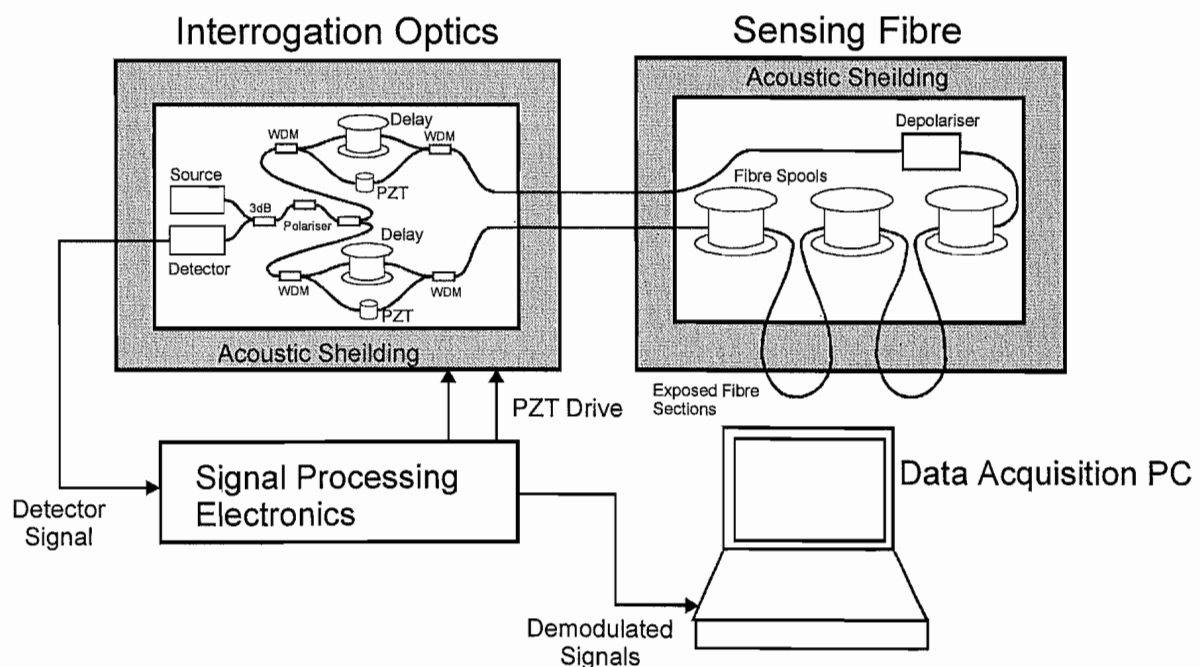 Interrogation Optics
Sensing Fibre
Acoustic Sheilding
Delay
WDM
WDM
Source
PZT
3dB
Polariser
Delay
Detector
WDM
WDM
PZT
Acoustic Sheilding
Depolariser
Fibre Spools
Exposed Fibre
Sections
PZT Drive
Signal Processing
Electronics
Detector
Signal
Data Acquisition PC
Demodulated
Signals